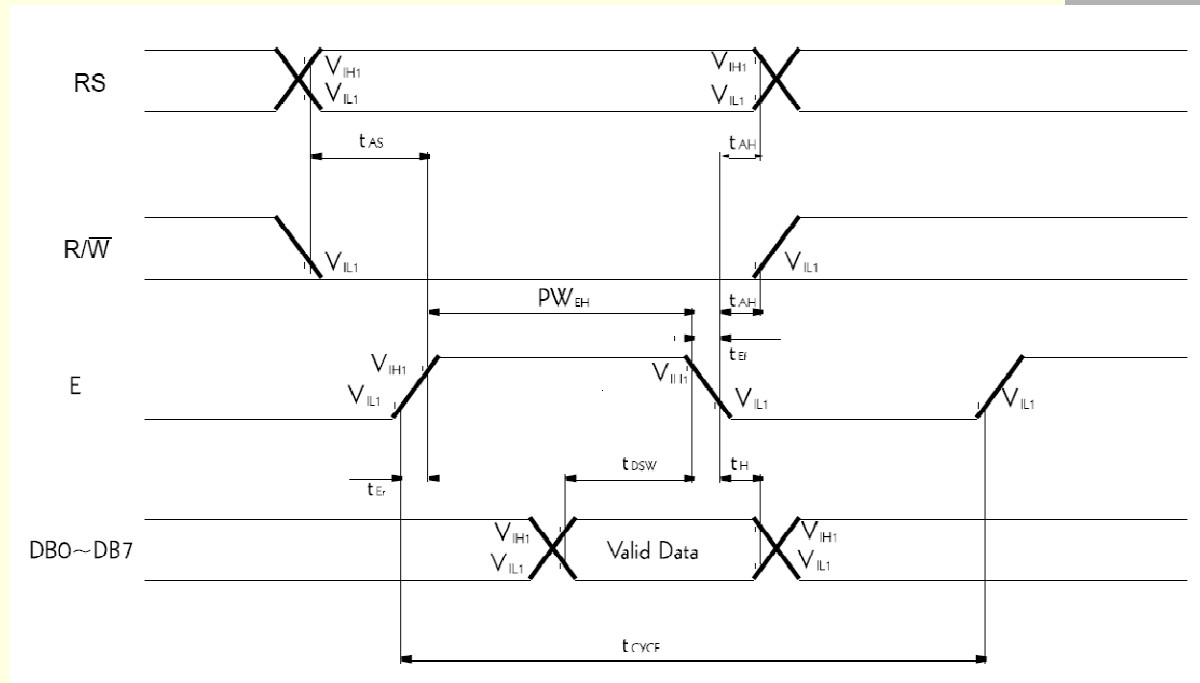 RS
VIH1
VIL1
VIH1
VIL1
tAS
tAH
R/W̅
VIL1
VIL1
PWEH
tAH
tEf
E
VIH1
VIL1
VIH1
VIL1
VIL1
tDSW
tH
tEr
DB0~DB7
VIH1
VIL1
Valid Data
VIH1
VIL1
tCYCE